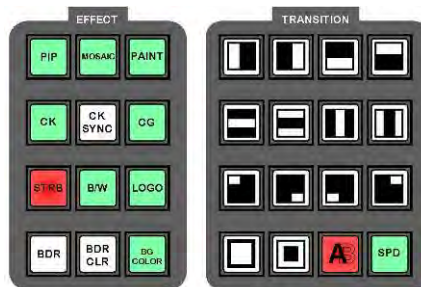 EFFECT
TRANSITION
PIP
MOSAIC
PAINT
CK
CK
SYNC
CG
STRB
B/W
LOGO
BDR
BDR
CLR
BG
COLOR
AB
SPD